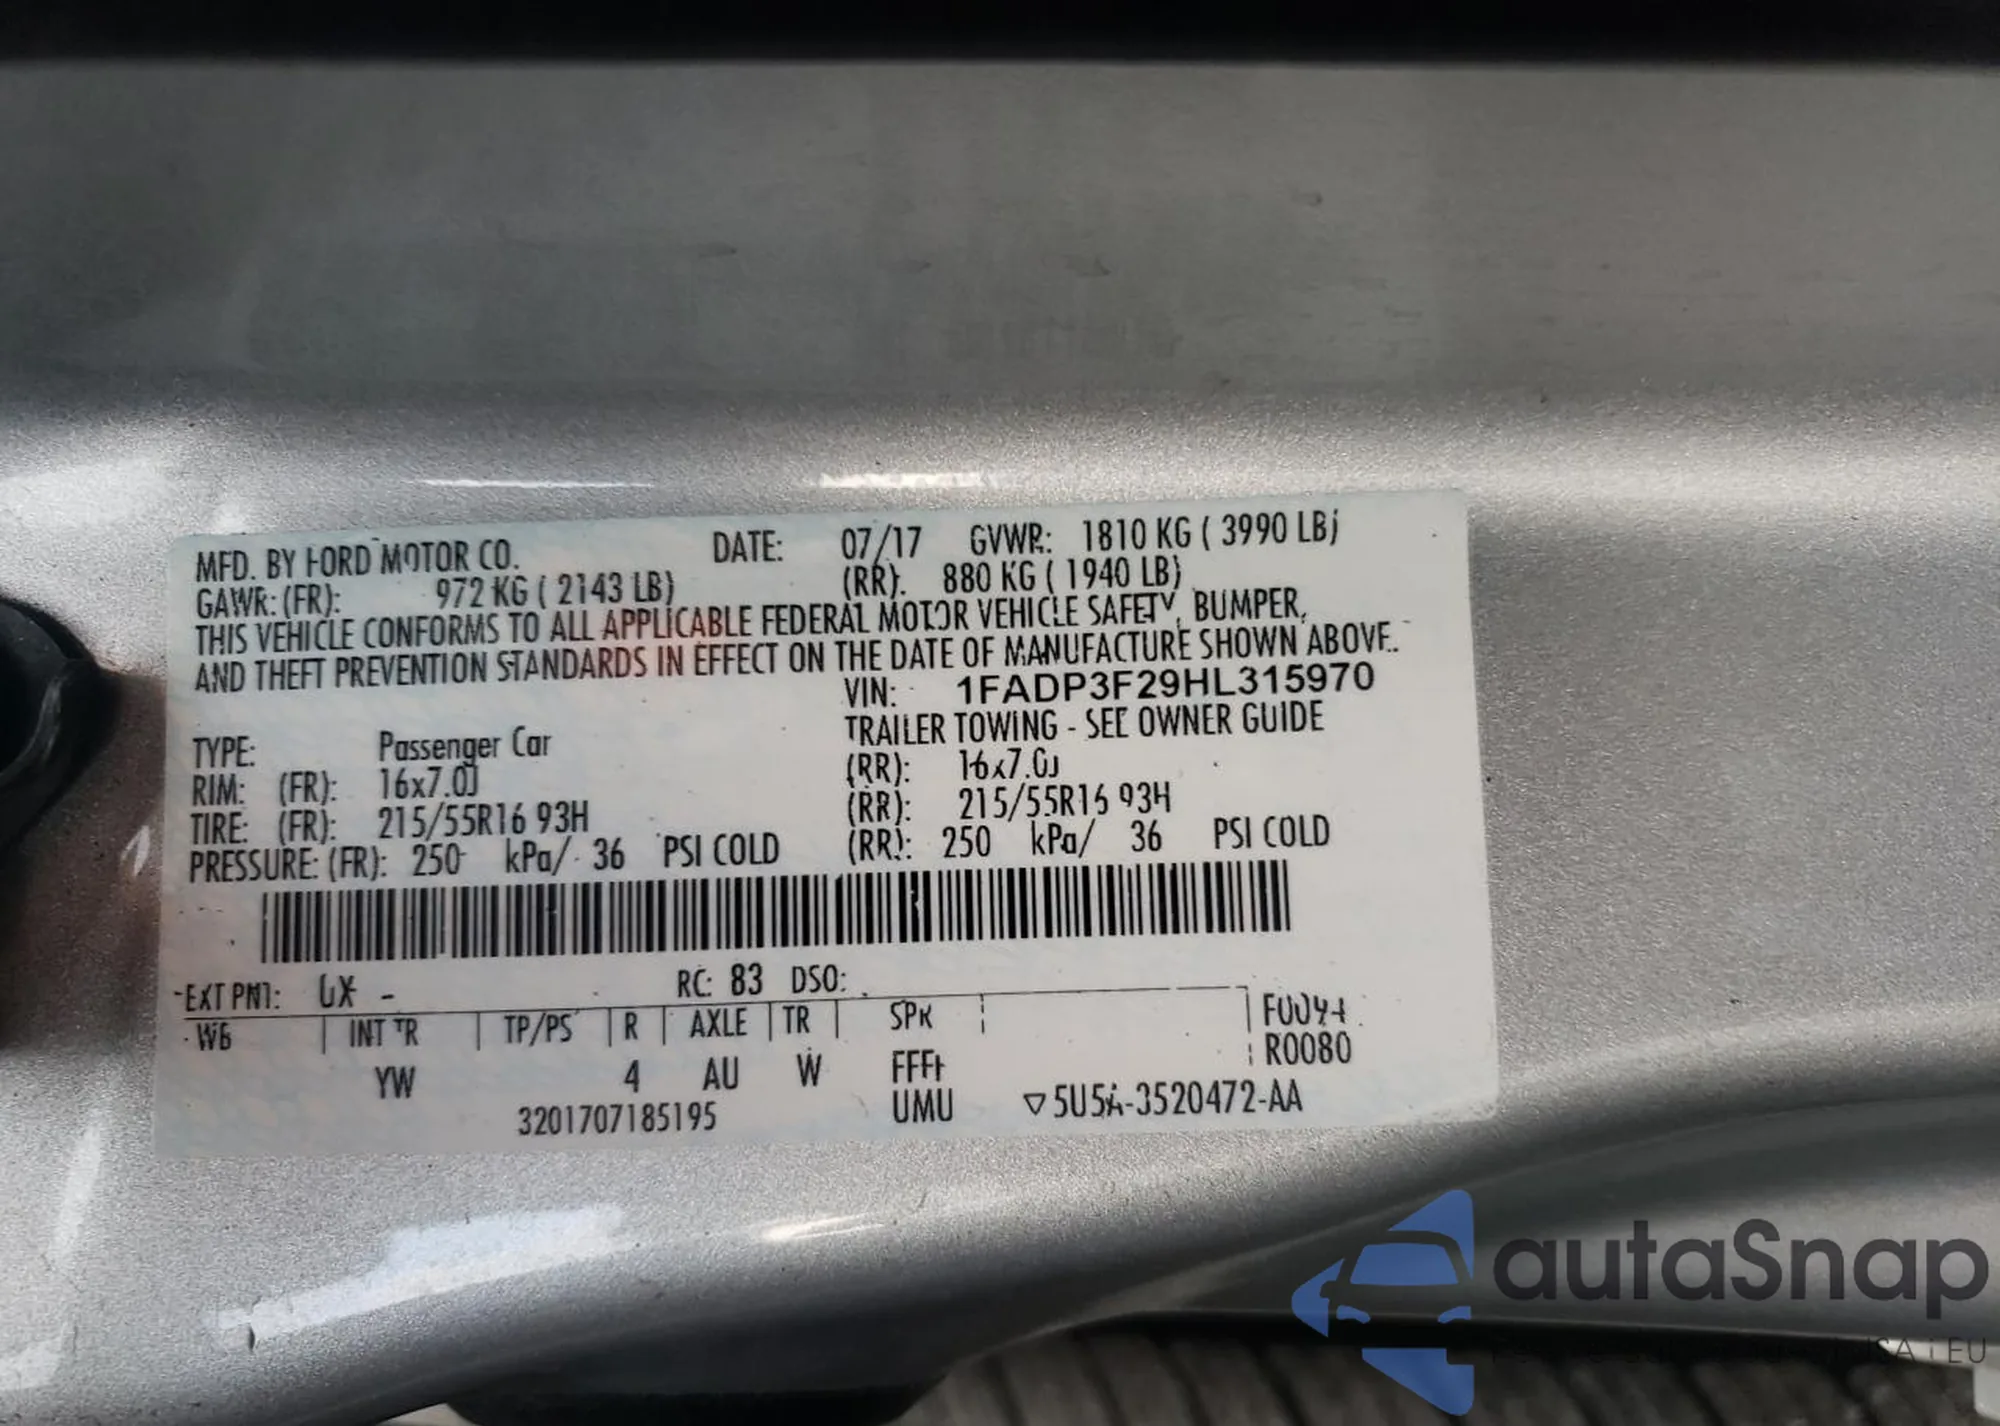 MFD. BY FORD MOTOR CO. DATE: 07/17 GVWR: 1810 KG ( 3990 LB)
GAWR: (FR): 972 KG ( 2143 LB) (RR): 880 KG ( 1940 LB)
THIS VEHICLE CONFORMS TO ALL APPLICABLE FEDERAL MOTOR VEHICLE SAFETY, BUMPER,
AND THEFT PREVENTION STANDARDS IN EFFECT ON THE DATE OF MANUFACTURE SHOWN ABOVE.
VIN: 1FADP3F29HL315970
TYPE: Passenger Car TRAILER TOWING - SEE OWNER GUIDE
RIM: (FR): 16x7.0J (RR): 16x7.0J
TIRE: (FR): 215/55R16 93H (RR): 215/55R16 93H
PRESSURE: (FR): 250 kPa/ 36 PSI COLD (RR): 250 kPa/ 36 PSI COLD
EXT PNT: UX RC: 83 DSO:
WB INT TR TP/PS R AXLE TR SPR
R0080
YW 4 AU W
3201707185195 UMU ▽5U5A-3520472-AA
autaSnap